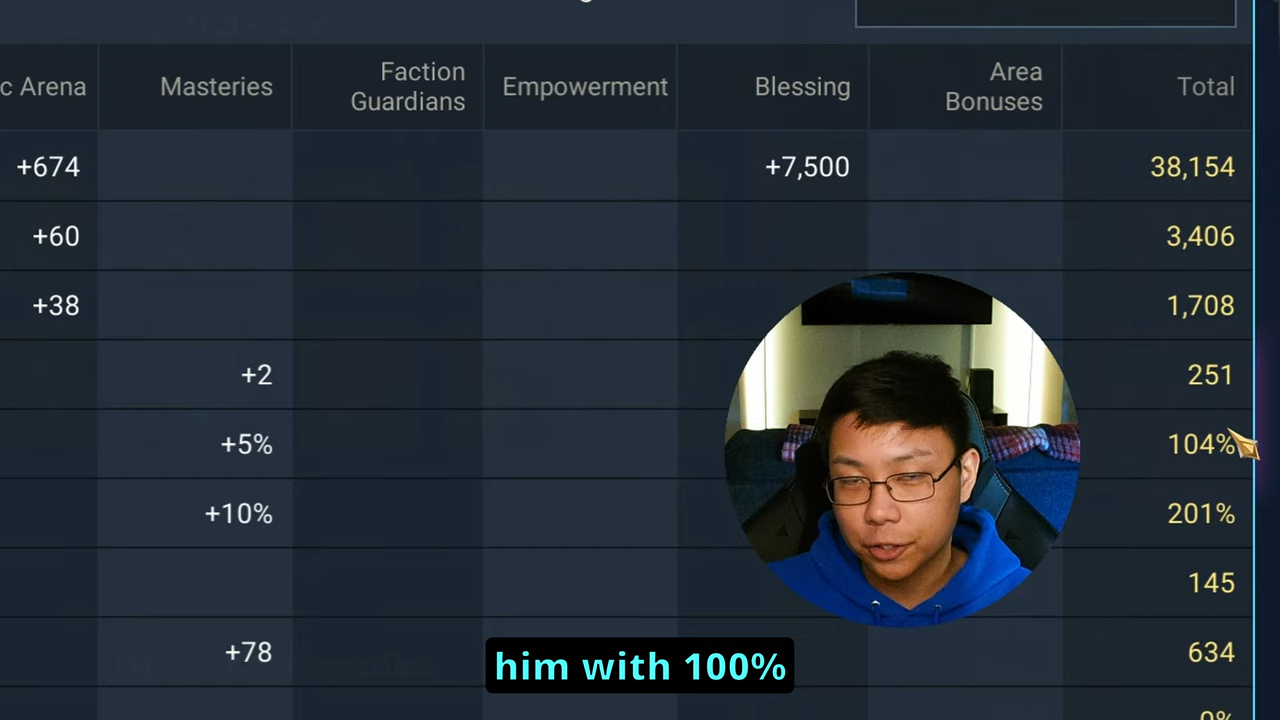 c Arena Masteries Faction Guardians Empowerment Blessing Area Bonuses Total
+674 +7,500 38,154
+60 3,406
+38 1,708
+2 251
+5% 104%
+10% 201%
145
+78 634
him with 100%